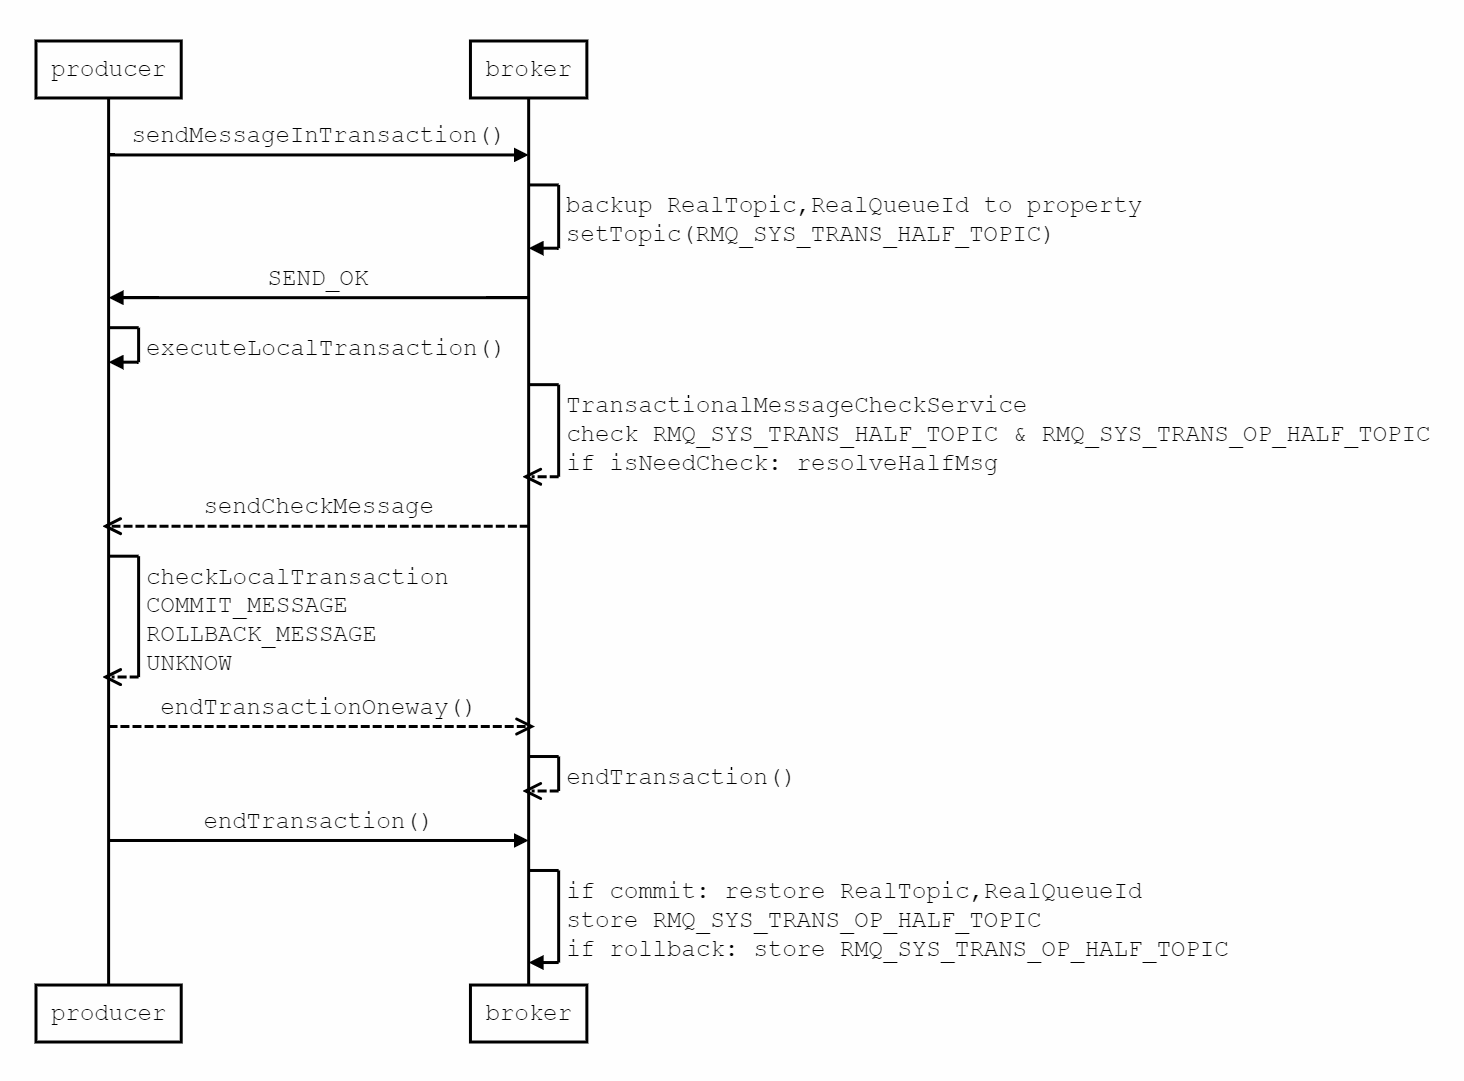 producer
broker
sendMessageInTransaction()
backup RealTopic,RealQueueId to property
setTopic(RMQ_SYS_TRANS_HALF_TOPIC)
SEND_OK
executeLocalTransaction()
TransactionalMessageCheckService
check RMQ_SYS_TRANS_HALF_TOPIC & RMQ_SYS_TRANS_OP_HALF_TOPIC
if isNeedCheck: resolveHalfMsg
sendCheckMessage
checkLocalTransaction
COMMIT_MESSAGE
ROLLBACK_MESSAGE
UNKNOW
endTransactionOneway()
endTransaction()
endTransaction()
if commit: restore RealTopic,RealQueueId
store RMQ_SYS_TRANS_OP_HALF_TOPIC
if rollback: store RMQ_SYS_TRANS_OP_HALF_TOPIC
producer
broker